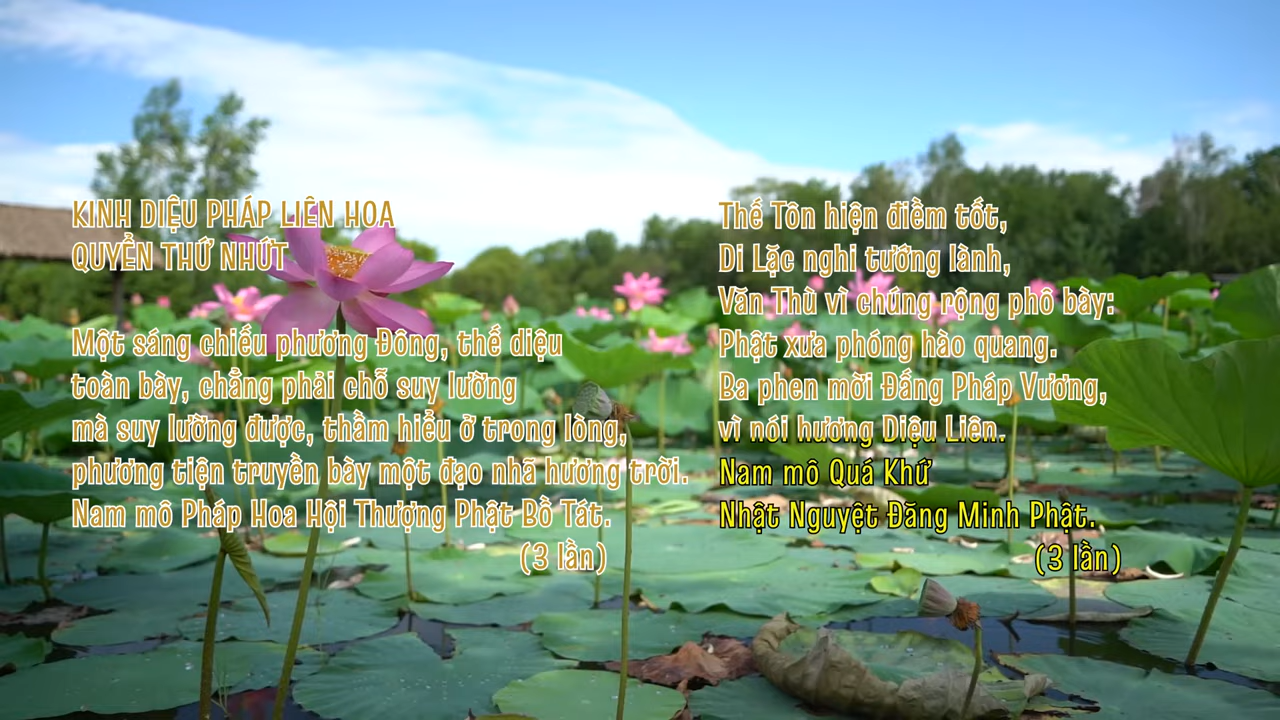 KINH DIỆU PHÁP LIÊN HOA
QUYỂN THỨ NHỨT
Một sáng chiếu phương Đông, thế diệu
toàn bày, chẳng phải chỗ suy lường
mà suy lường được, thầm hiểu ở trong lòng,
phương tiện truyền bày một đạo nhã hương trời.
Nam mô Pháp Hoa Hội Thượng Phật Bồ Tát.
(3 lần)
Thế Tôn hiện điềm tốt,
Di Lặc nghi tướng lành,
Văn Thù vì chúng rộng phô bày:
Phật xưa phóng hào quang.
Ba phen mời Đấng Pháp Vương,
vì nói hương Diệu Liên.
Nam mô Quá Khứ
Nhật Nguyệt Đăng Minh Phật.
(3 lần)